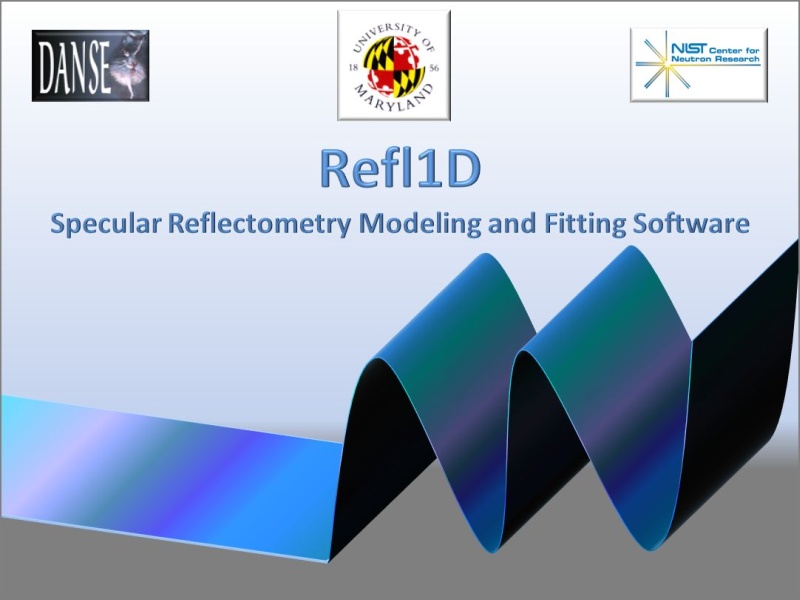 DANSE
UNIVERSITY OF
18 56
MARYLAND
NIST Center for
Neutron Research
Refl1D
Specular Reflectometry Modeling and Fitting Software